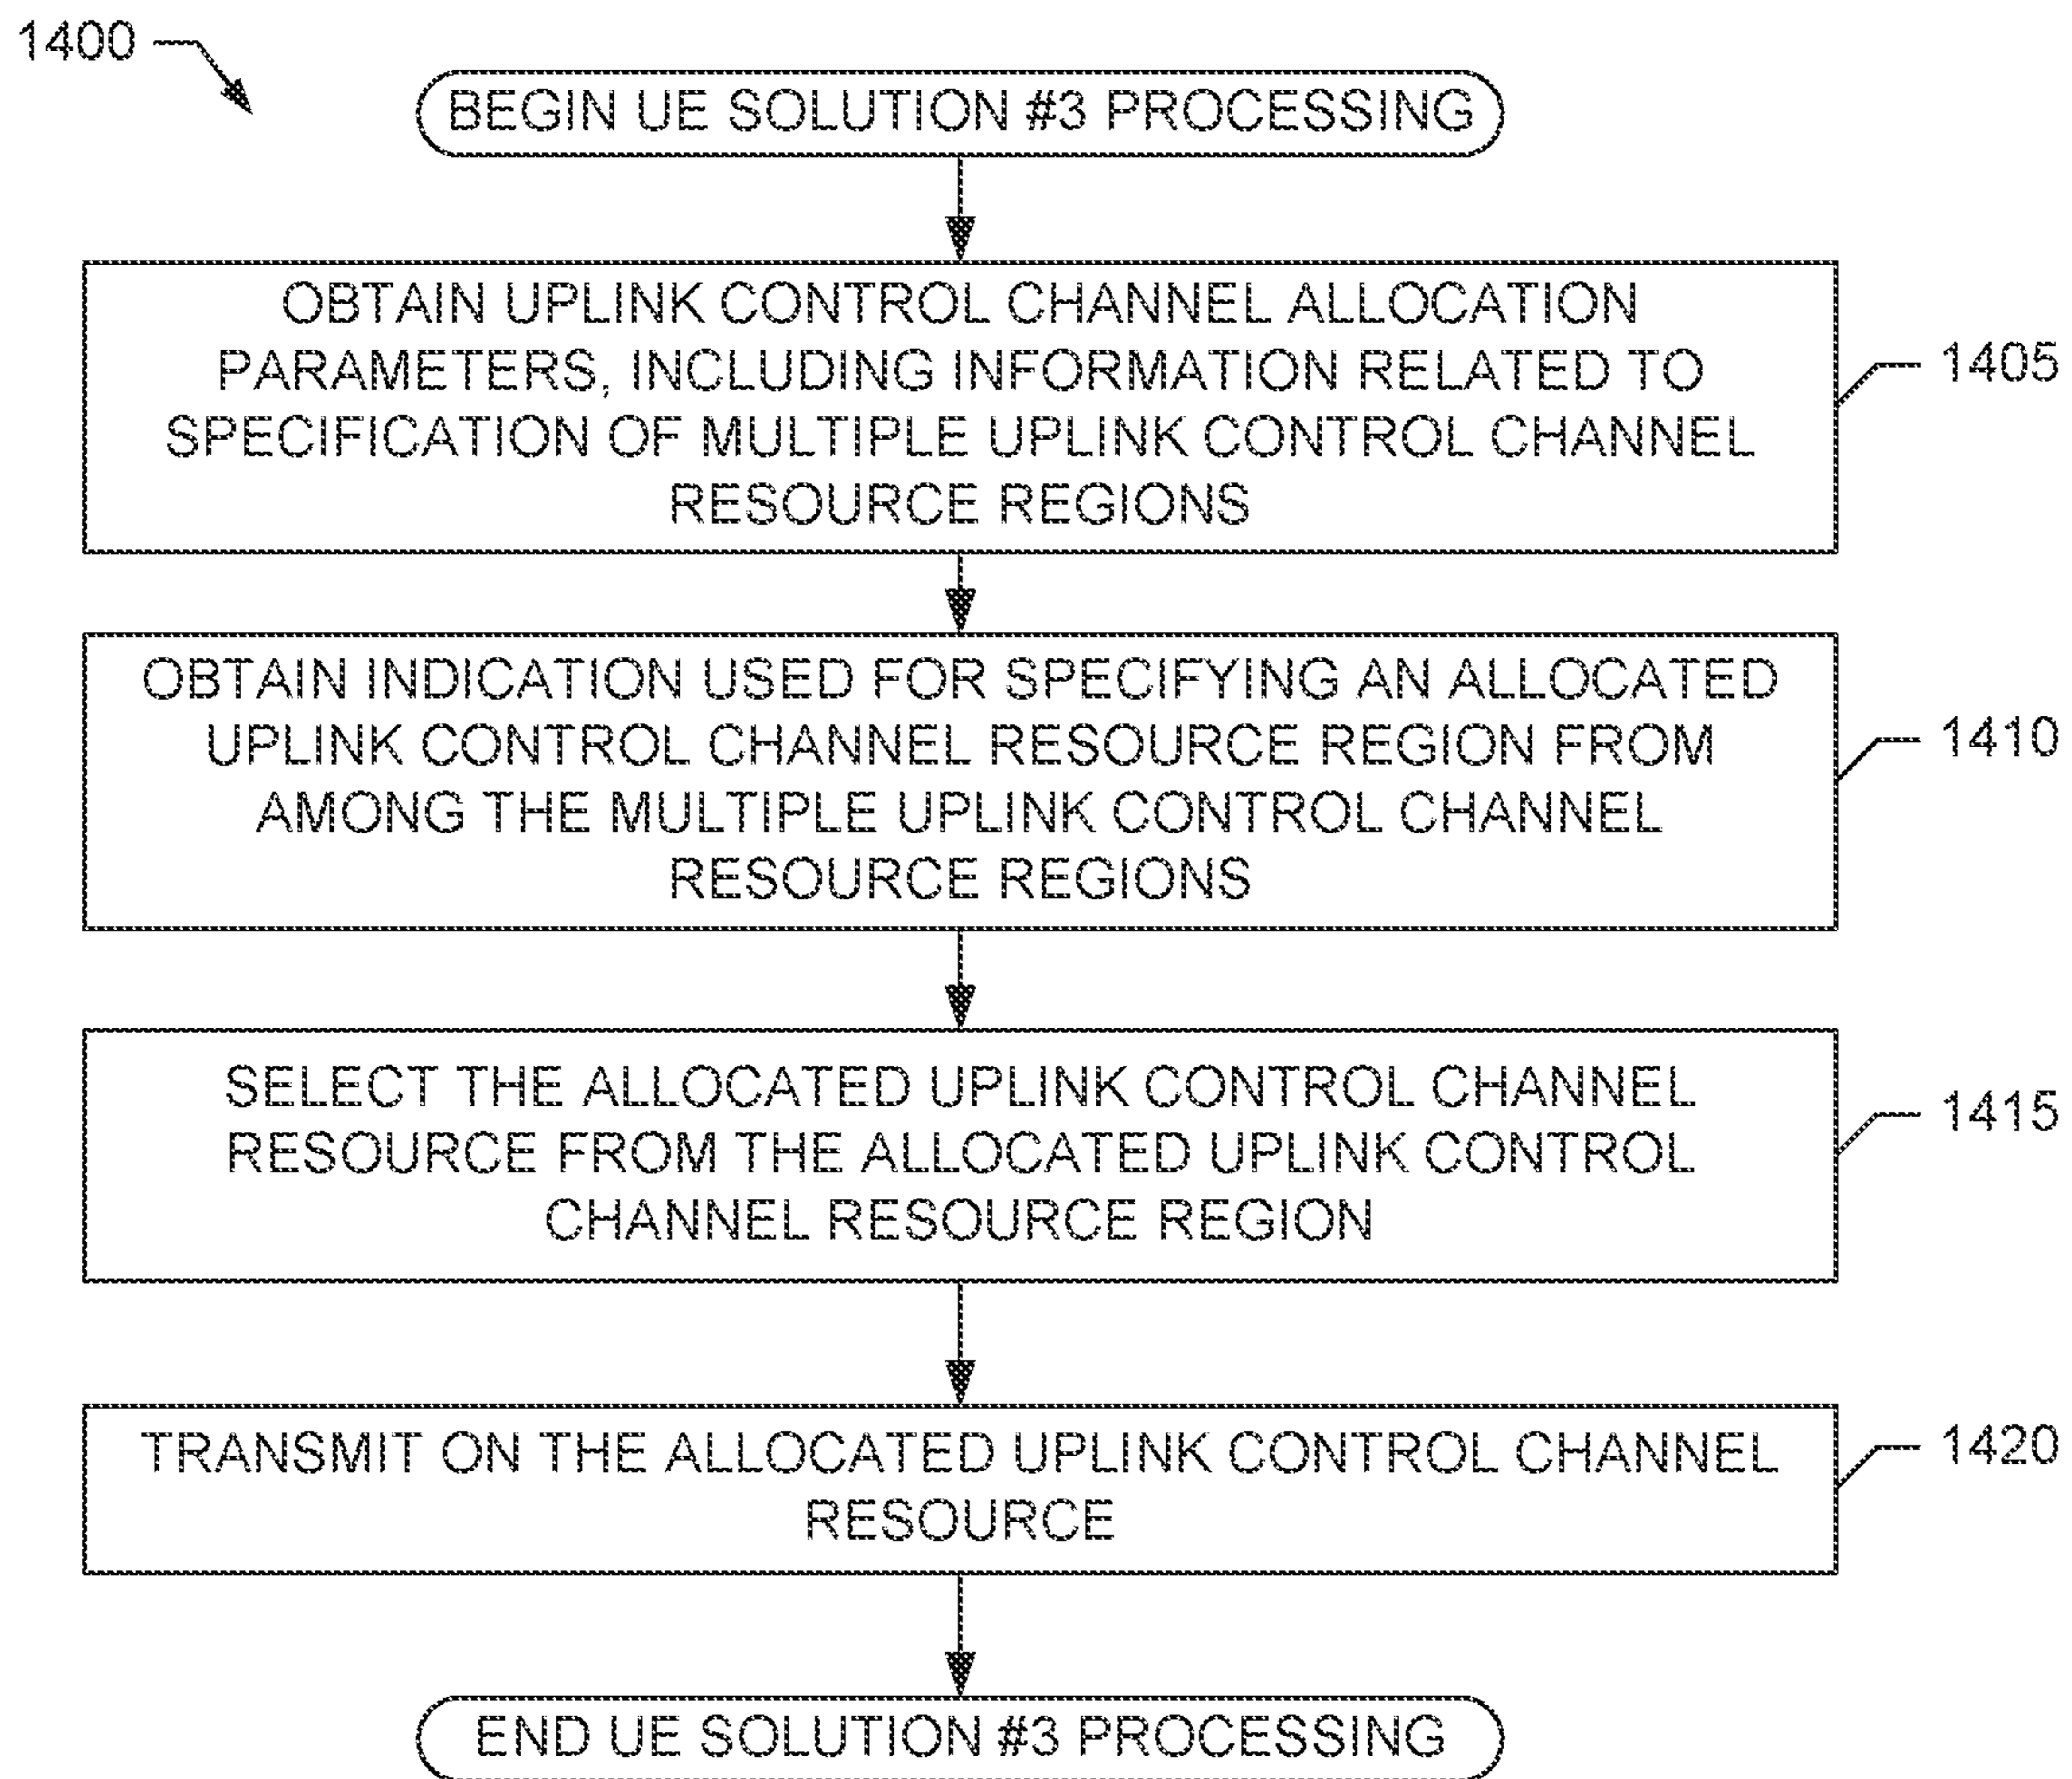 1400
BEGIN UE SOLUTION #3 PROCESSING
OBTAIN UPLINK CONTROL CHANNEL ALLOCATION
PARAMETERS, INCLUDING INFORMATION RELATED TO
SPECIFICATION OF MULTIPLE UPLINK CONTROL CHANNEL
RESOURCE REGIONS
1405
OBTAIN INDICATION USED FOR SPECIFYING AN ALLOCATED
UPLINK CONTROL CHANNEL RESOURCE REGION FROM
AMONG THE MULTIPLE UPLINK CONTROL CHANNEL
RESOURCE REGIONS
1410
SELECT THE ALLOCATED UPLINK CONTROL CHANNEL
RESOURCE FROM THE ALLOCATED UPLINK CONTROL
CHANNEL RESOURCE REGION
1415
TRANSMIT ON THE ALLOCATED UPLINK CONTROL CHANNEL
RESOURCE
1420
END UE SOLUTION #3 PROCESSING